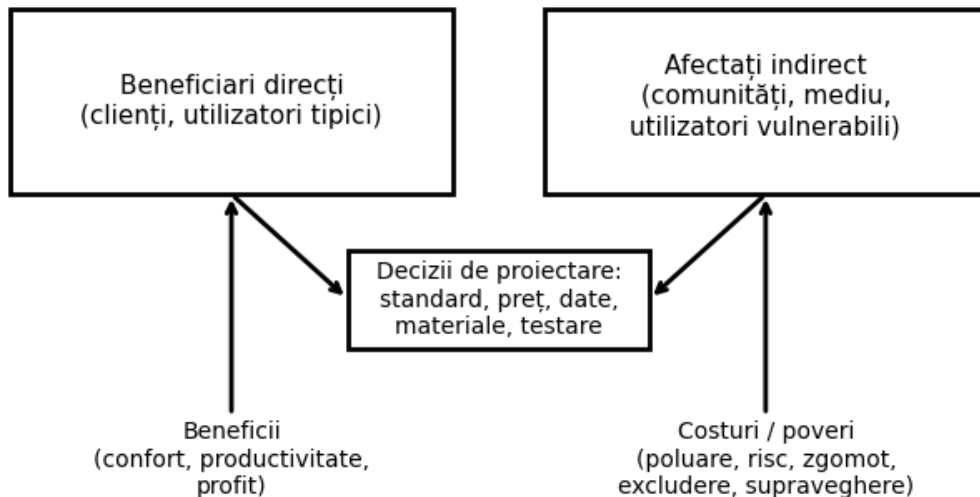 Beneficiari direcți
(clienți, utilizatori tipici)
Afectați indirect
(comunități, mediu,
utilizatori vulnerabili)
Decizii de proiectare:
standard, preț, date,
materiale, testare
Beneficii
(confort, productivitate,
profit)
Costuri / poveri
(poluare, risc, zgomot,
excludere, supraveghere)